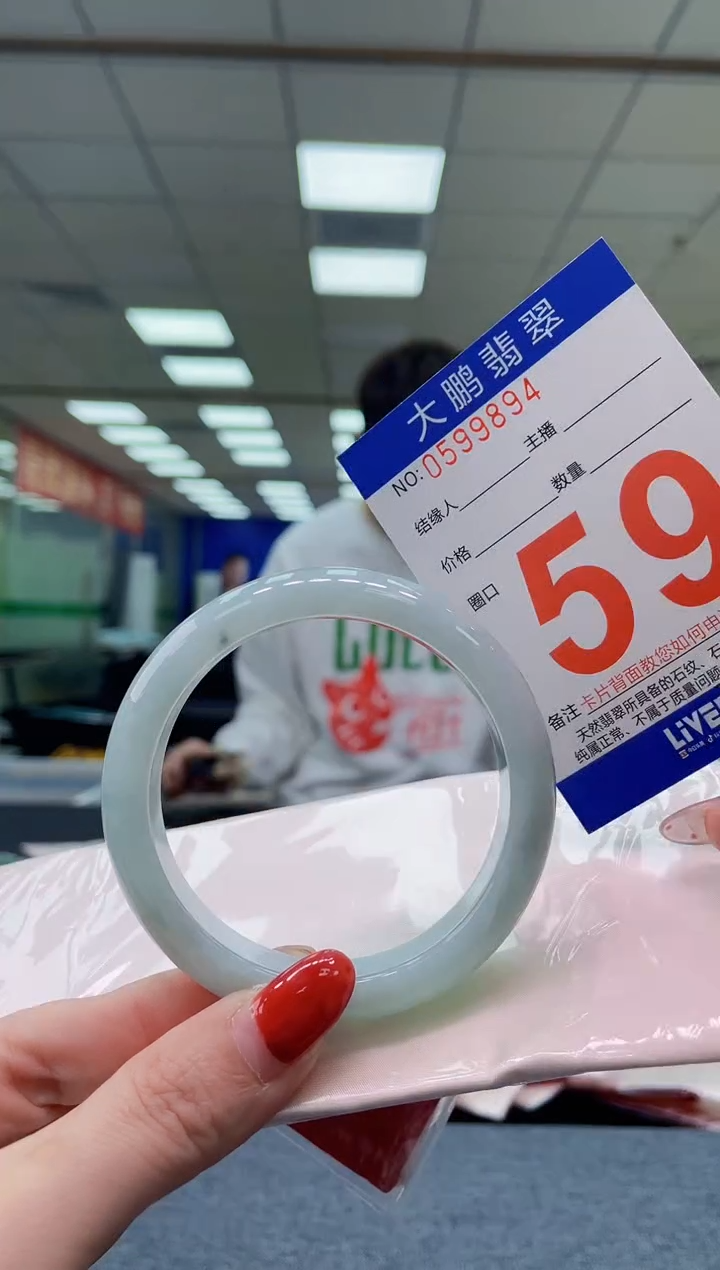 大鹏翡翠
NO:0599894
结缘人 主播
价格 数量
圈口
59
备注 卡片背面教您如何申
天然翡翠所具备的石纹、石
纯属正常、不属于质量问题
LiVE